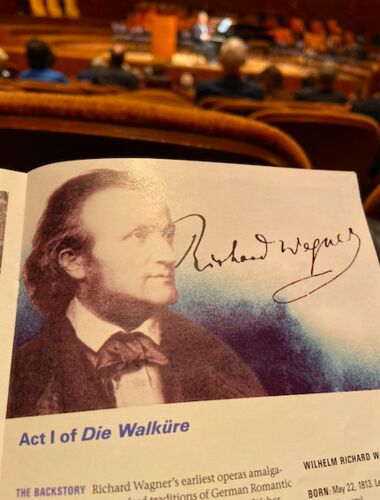 Richard Wagner
Act I of Die Walküre
THE BACKSTORY Richard Wagner's earliest operas amalga-
traditions of German Romantic
WILHELM RICHARD W
BORN: May 22, 1813. Le